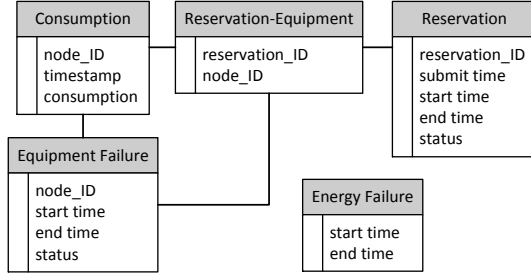 Consumption
node_ID
timestamp
consumption
Reservation-Equipment
reservation_ID
node_ID
Reservation
reservation_ID
submit time
start time
end time
status
Equipment Failure
node_ID
start time
end time
status
Energy Failure
start time
end time